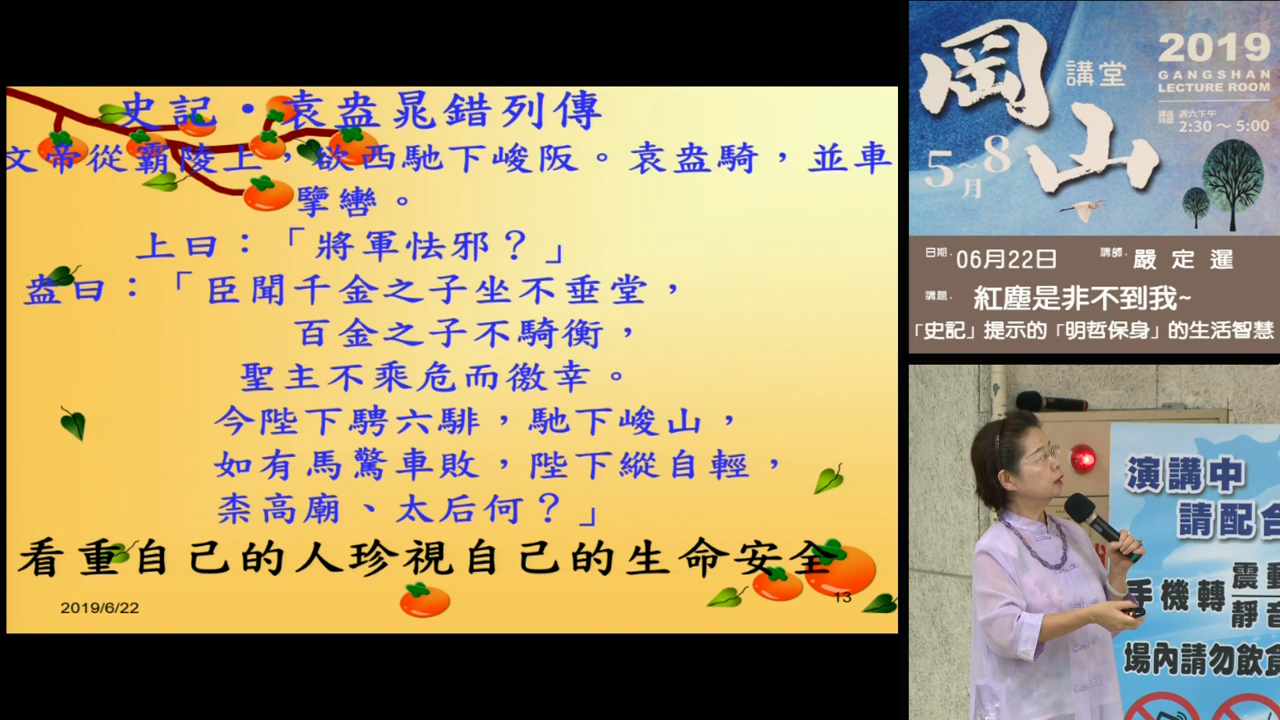 史記‧袁盎晁錯列傳
文帝從霸陵上，欲西馳下峻阪。袁盎騎，並車
擥轡。
上曰：「將軍怯邪？」
盎曰：「臣聞千金之子坐不垂堂，
百金之子不騎衡，
聖主不乘危而徼幸。
今陛下騁六騑，馳下峻山，
如有馬驚車敗，陛下縱自輕，
柰高廟、太后何？」
看重自己的人珍視自己的生命安全
2019/6/22
13
岡山
講堂
2019
GANGSHAN
LECTURE ROOM
講座時間
週六下午
2:30～5:00
5~8月
日期. 06月22日
講師. 嚴定暹
講題. 紅塵是非不到我~
「史記」提示的「明哲保身」的生活智慧
演講中
請配合
手機轉
震動
靜音
場內請勿飲食